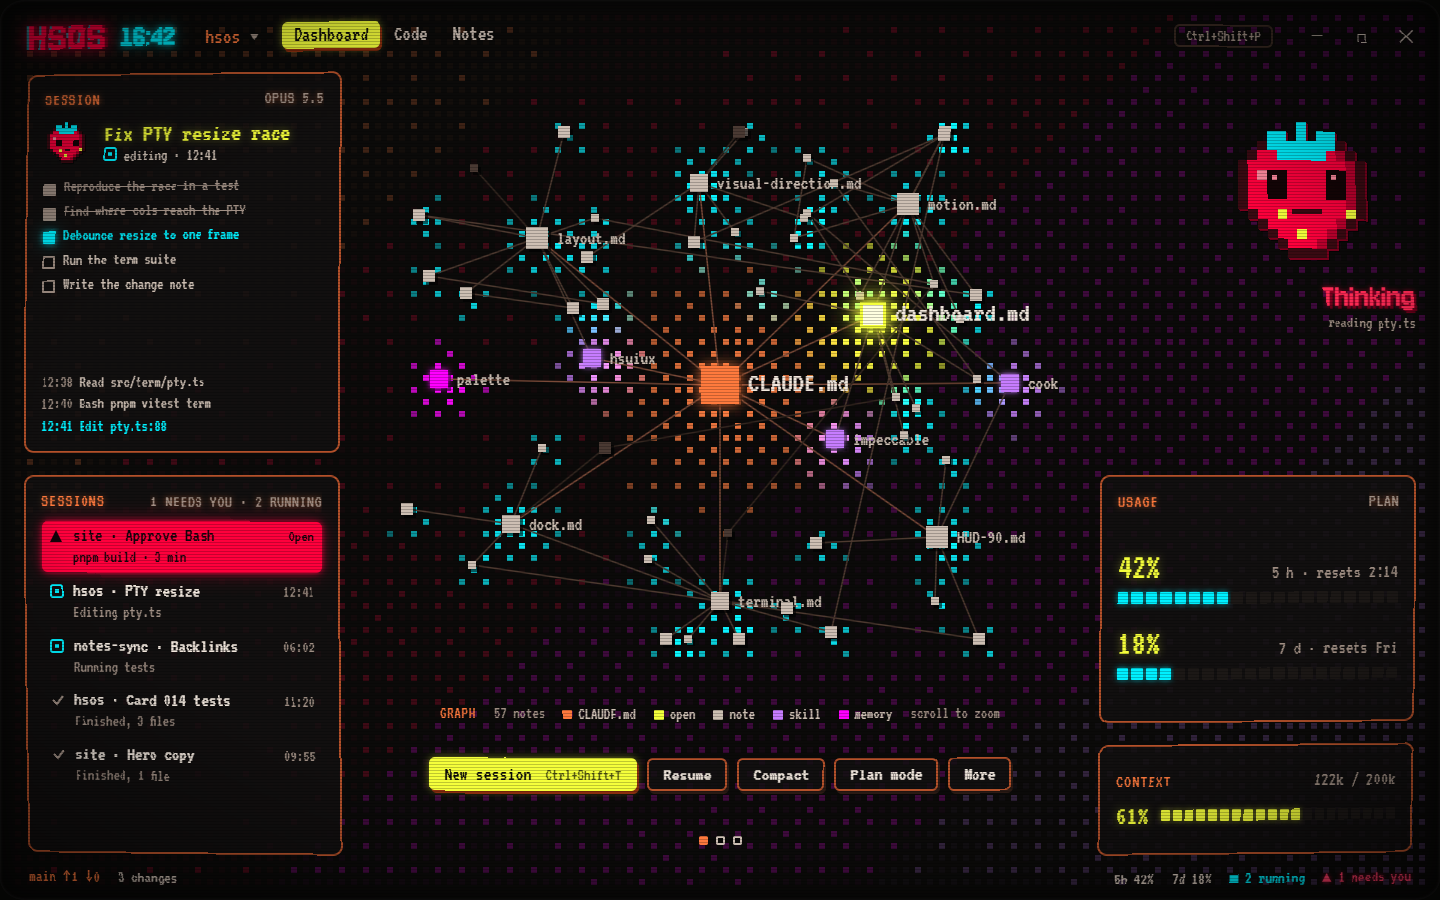 HSOS 16:42 hsos Dashboard Code Notes Ctrl+Shift+P
SESSION OPUS 5.5
Fix PTY resize race
editing · 12:41
Reproduce the race in a test
Find where cols reach the PTY
Debounce resize to one frame
Run the term suite
Write the change note
12:38 Read src/term/pty.ts
12:40 Bash pnpm vitest term
12:41 Edit pty.ts:88
SESSIONS 1 NEEDS YOU · 2 RUNNING
site · Approve Bash Open
pnpm build · 3 min
hsos · PTY resize 12:41
Editing pty.ts
notes-sync · Backlinks 06:02
Running tests
hsos · Card 014 tests 11:20
Finished, 3 files
site · Hero copy 09:55
Finished, 1 file
main ↑1 ↓0 3 changes
visual-direction.md
motion.md
layout.md
dashboard.md
hsuiux
palette
CLAUDE.md
cook
impeccable
dock.md
HUD-90.md
terminal.md
GRAPH 57 notes CLAUDE.md open note skill memory scroll to zoom
New session Ctrl+Shift+T Resume Compact Plan mode More
Thinking
reading pty.ts
USAGE PLAN
42% 5 h · resets 2:14
18% 7 d · resets Fri
CONTEXT 122k / 200k
61%
5h 42% 7d 18% 2 running 1 needs you